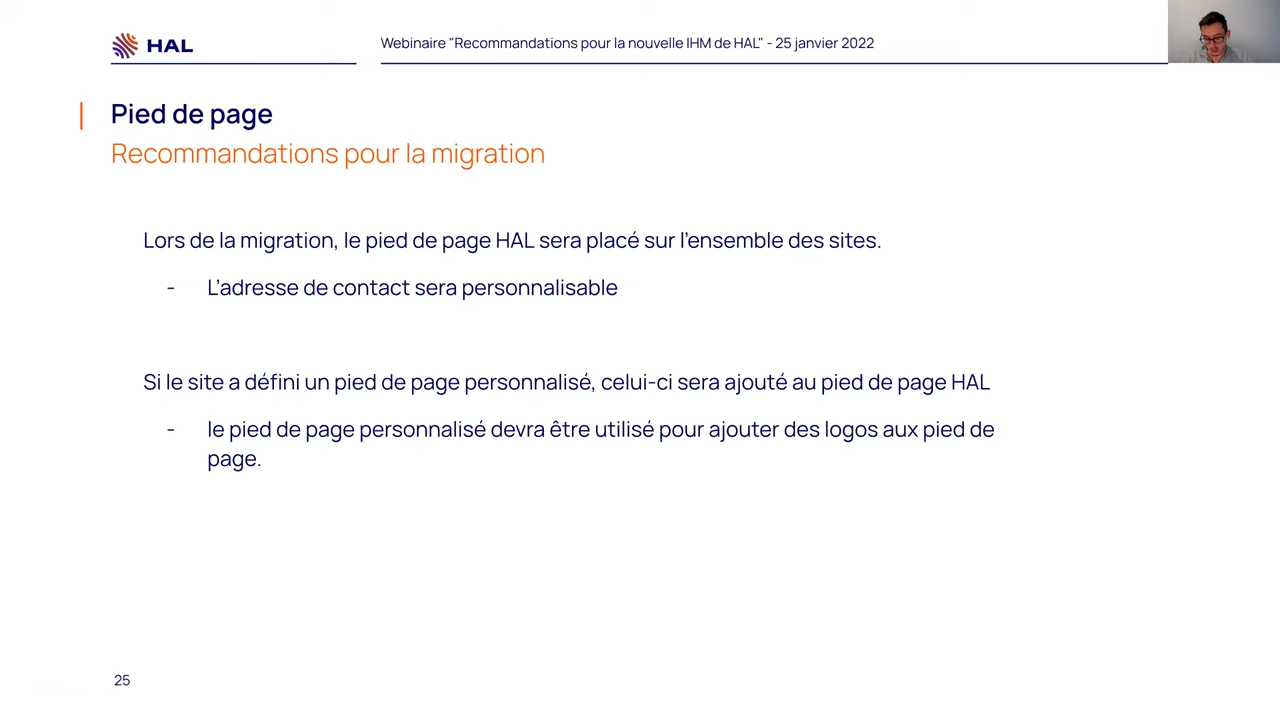 HAL
Webinaire "Recommandations pour la nouvelle IHM de HAL" - 25 janvier 2022
Pied de page
Recommandations pour la migration
Lors de la migration, le pied de page HAL sera placé sur l'ensemble des sites.
- L'adresse de contact sera personnalisable
Si le site a défini un pied de page personnalisé, celui-ci sera ajouté au pied de page HAL
- le pied de page personnalisé devra être utilisé pour ajouter des logos aux pied de
page.
25